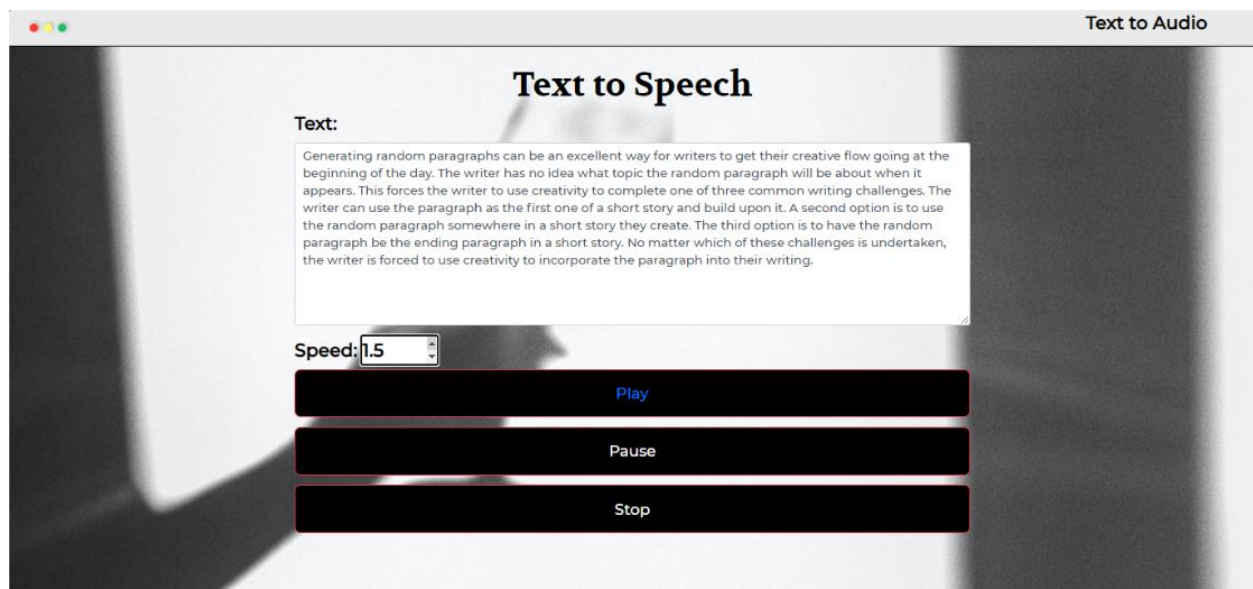 Text to Audio
Text to Speech
Text:
Generating random paragraphs can be an excellent way for writers to get their creative flow going at the
beginning of the day. The writer has no idea what topic the random paragraph will be about when it
appears. This forces the writer to use creativity to complete one of three common writing challenges. The
writer can use the paragraph as the first one of a short story and build upon it. A second option is to use
the random paragraph somewhere in a short story they create. The third option is to have the random
paragraph be the ending paragraph in a short story. No matter which of these challenges is undertaken,
the writer is forced to use creativity to incorporate the paragraph into their writing.
Speed: 1.5
Play
Pause
Stop